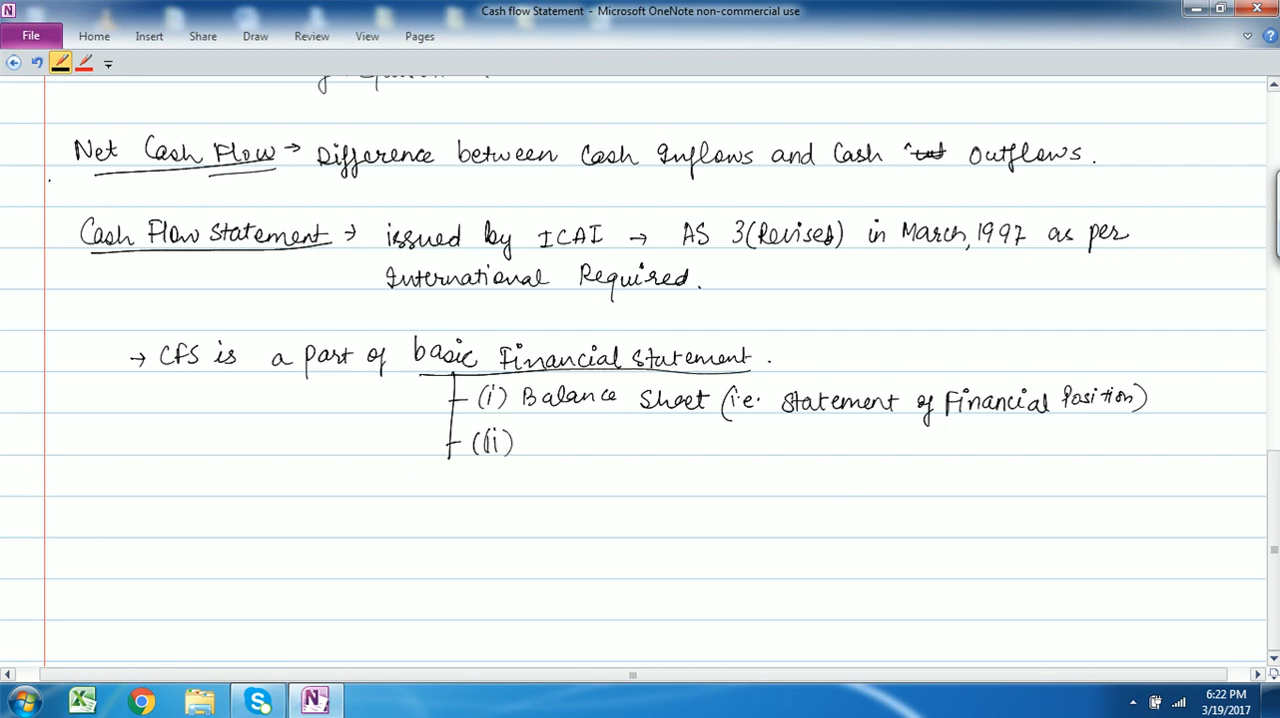 Cash flow Statement - Microsoft OneNote non-commercial use
File Home Insert Share Draw Review View Pages
Net Cash Flow → Difference between Cash Inflows and Cash Outflows.
Cash Flow Statement → issued by ICAI → AS 3(Revised) in March, 1997 as per
International Required.
→ CFS is a part of basic Financial Statement.
(i) Balance Sheet (i.e. Statement of Financial Position)
(ii)
6:22 PM
3/19/2017